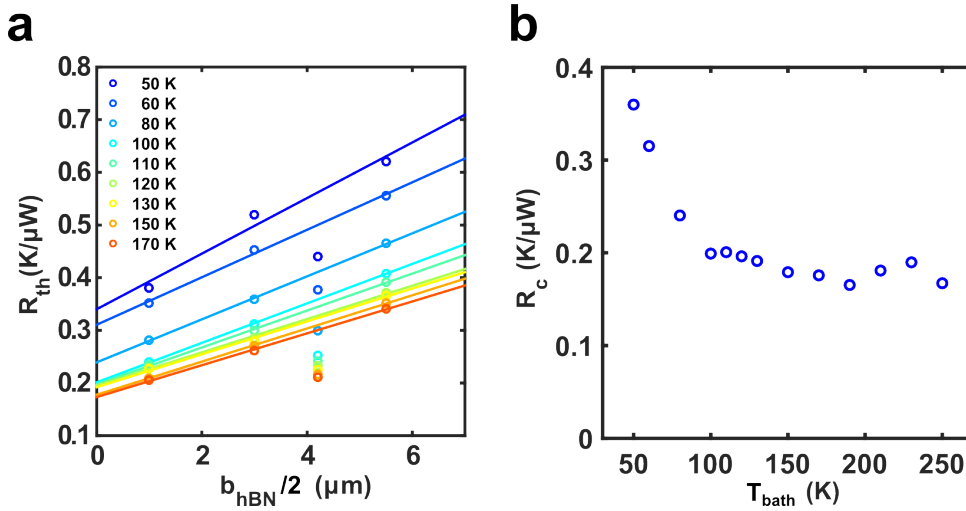 a
0.8
0.7
0.6
0.5
0.4
0.3
0.2
0.1
R_th(K/μW)
50 K
60 K
80 K
100 K
110 K
120 K
130 K
150 K
170 K
0 2 4 6
b_hBN/2 (μm)
b
0.4
0.3
0.2
0.1
0
R_c(K/μW)
50 100 150 200 250
T_bath (K)